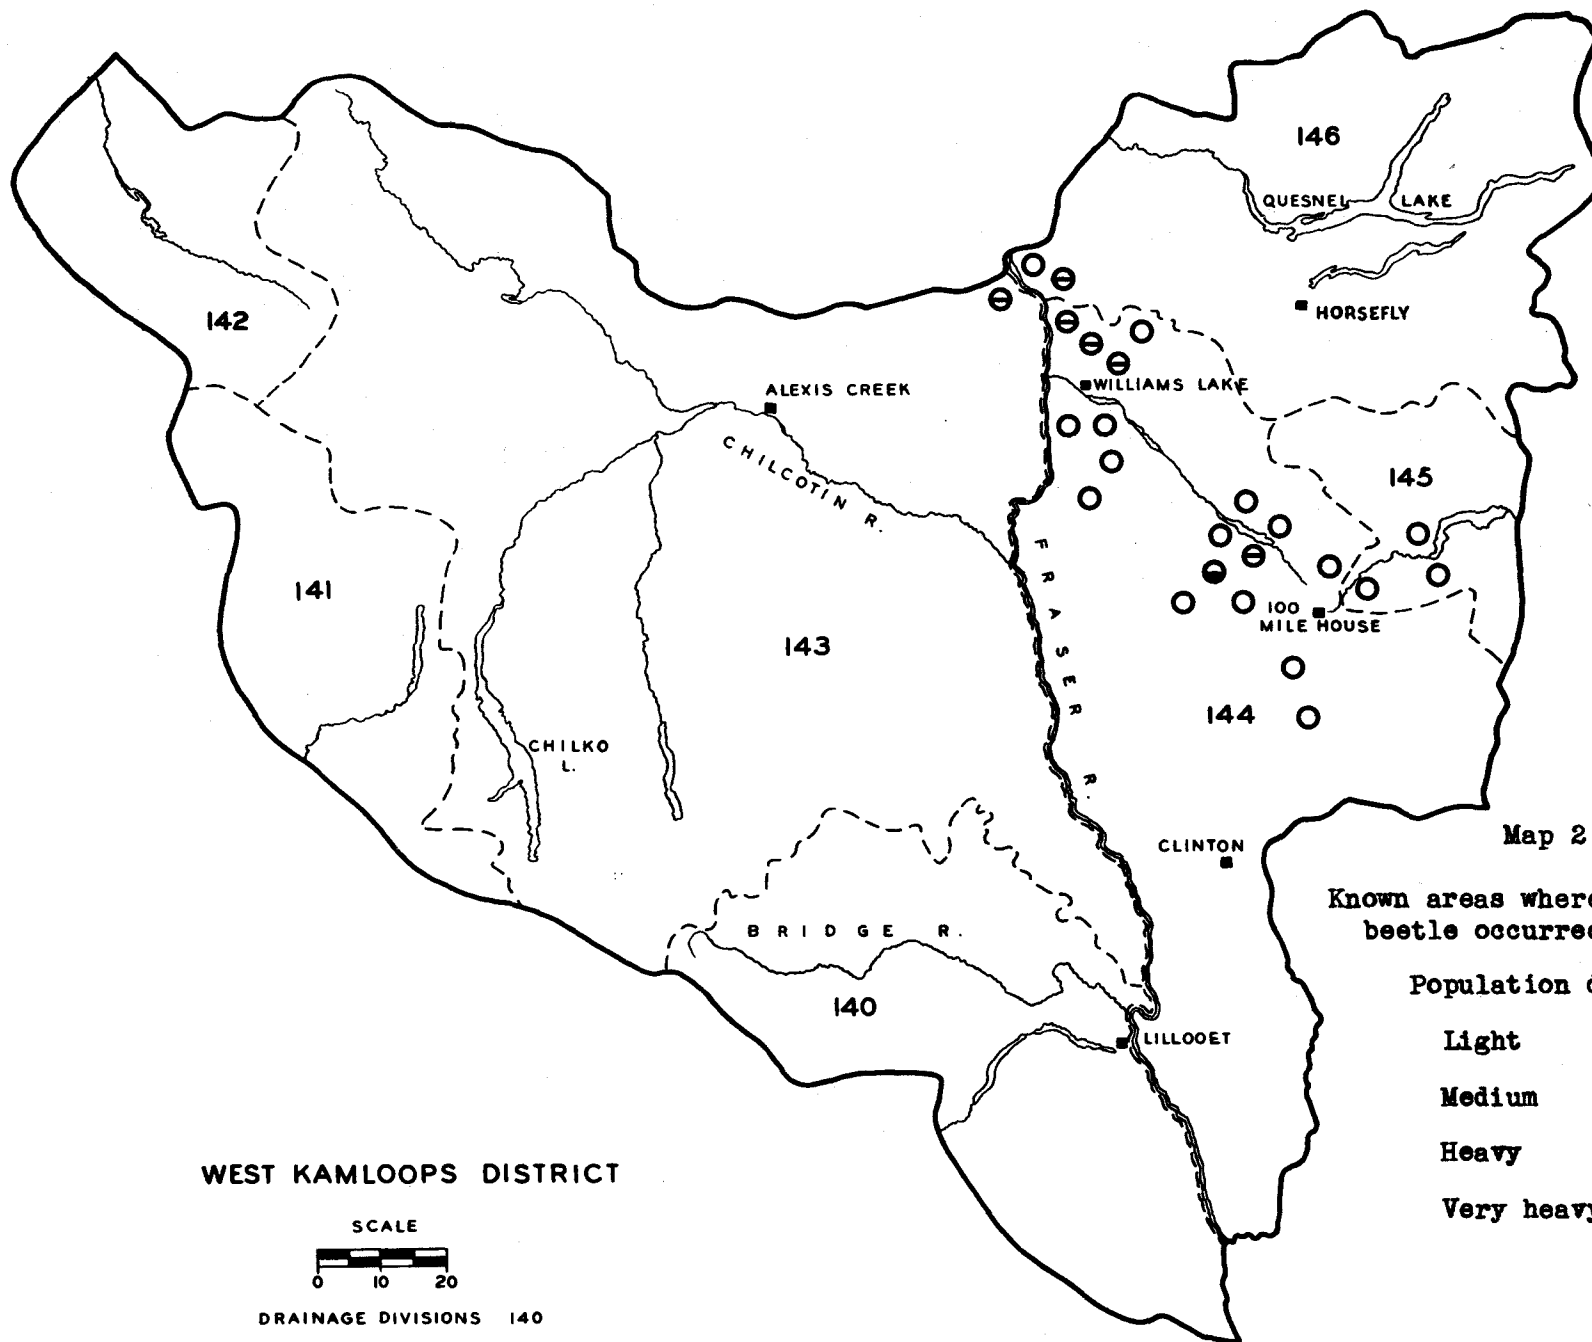 146
QUESNEL LAKE
HORSEFLY
142
WILLIAMS LAKE
ALEXIS CREEK
CHILCOTIN R.
145
141
FRASER R.
100
MILE HOUSE
143
144
CHILKO
L.
CLINTON
BRIDGE R.
140
LILLOOET
Map 2
Known areas where
beetle occurred
Population
Light
Medium
Heavy
Very heavy
WEST KAMLOOPS DISTRICT
SCALE
0 10 20
DRAINAGE DIVISIONS 140